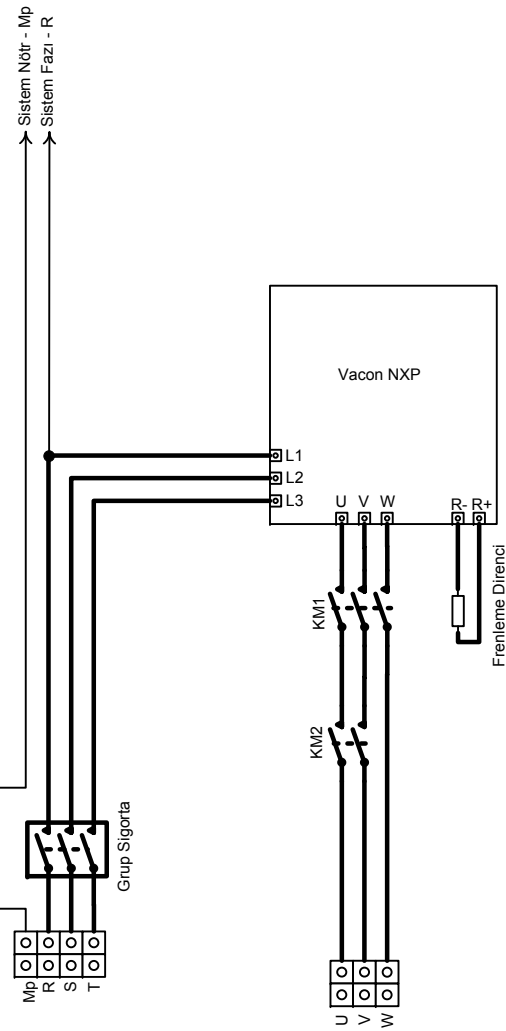 Sistem Nötr - Mp
Sistem Fazı - R
Vacon NXP
L1
L2
L3
U V W
R- R+
KM1
Frenleme Direnci
KM2
Grup Sigorta
Mp
R
S
T
U
V
W